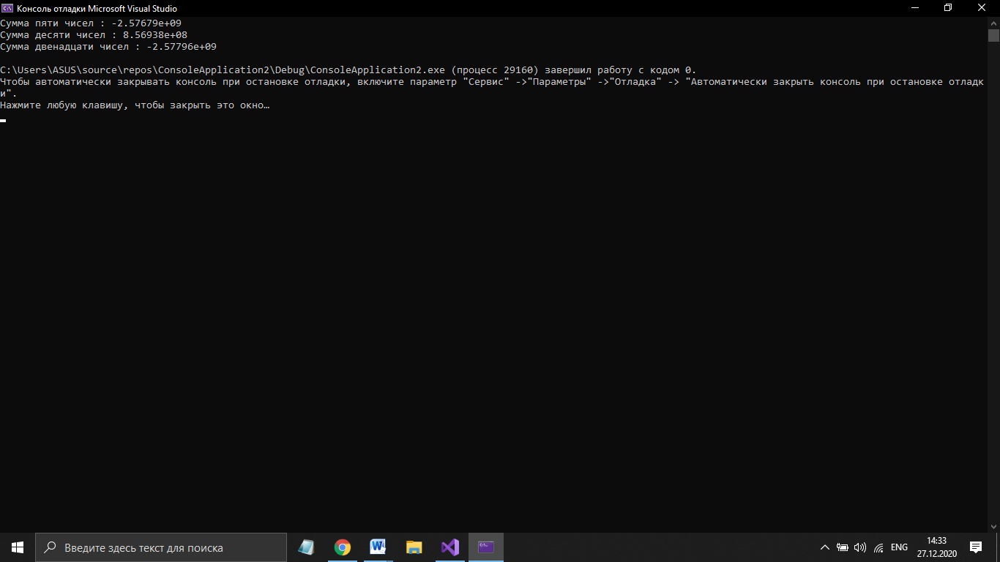 Консоль отладки Microsoft Visual Studio
Сумма пяти чисел : -2.57679e+09
Сумма десяти чисел : 8.56938e+08
Сумма двенадцати чисел : -2.57796e+09
C:\Users\ASUS\source\repos\ConsoleApplication2\Debug\ConsoleApplication2.exe (процесс 29160) завершил работу с кодом 0.
Чтобы автоматически закрывать консоль при остановке отладки, включите параметр "Сервис" ->"Параметры" ->"Отладка" -> "Автоматически закрыть консоль при остановке отладк
и".
Нажмите любую клавишу, чтобы закрыть это окно…
Введите здесь текст для поиска
ENG
14:33
27.12.2020